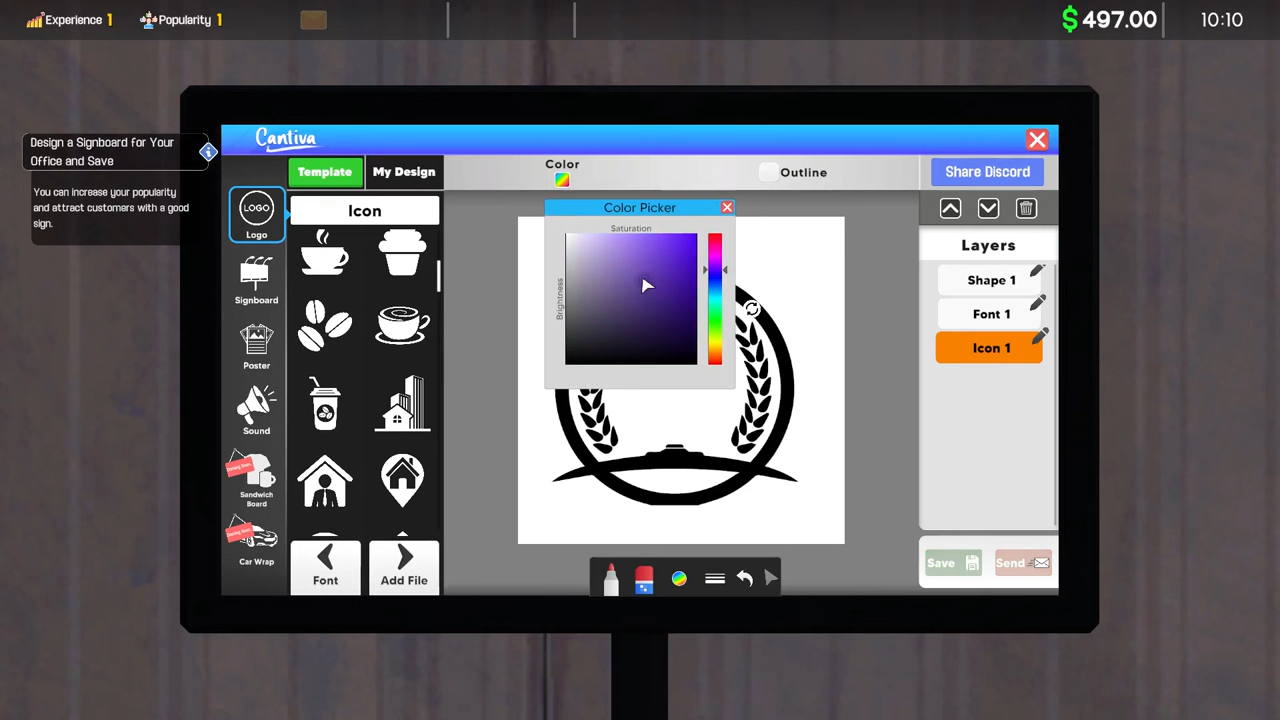 Experience 1
Popularity 1
$ 497.00
10:10
Design a Signboard for Your
Office and Save
You can increase your popularity
and attract customers with a good
sign.
Cantiva
Template
My Design
Color
Outline
Share Discord
LOGO
Logo
Icon
Color Picker
Saturation
Brightness
Layers
Shape 1
Font 1
Icon 1
Signboard
Poster
Sound
Sandwich
Board
Car Wrap
Font
Add File
Save
Send